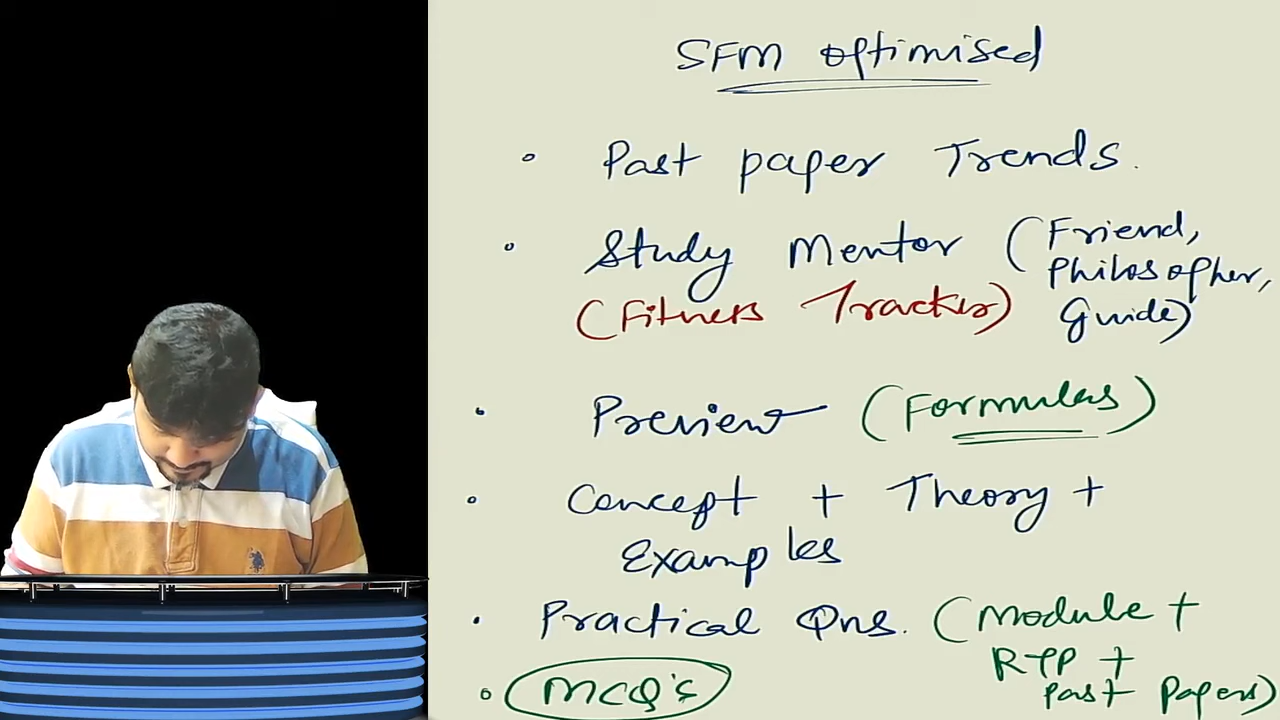 SFM optimised
• Past paper Trends.
• Study Mentor (Friend, Philosopher, Guide)
(Fitness Tracker)
• Preview (Formulas)
• Concept + Theory +
Examples
• Practical Qns. (Module +
RTP +
Past Papers)
• MCQ's